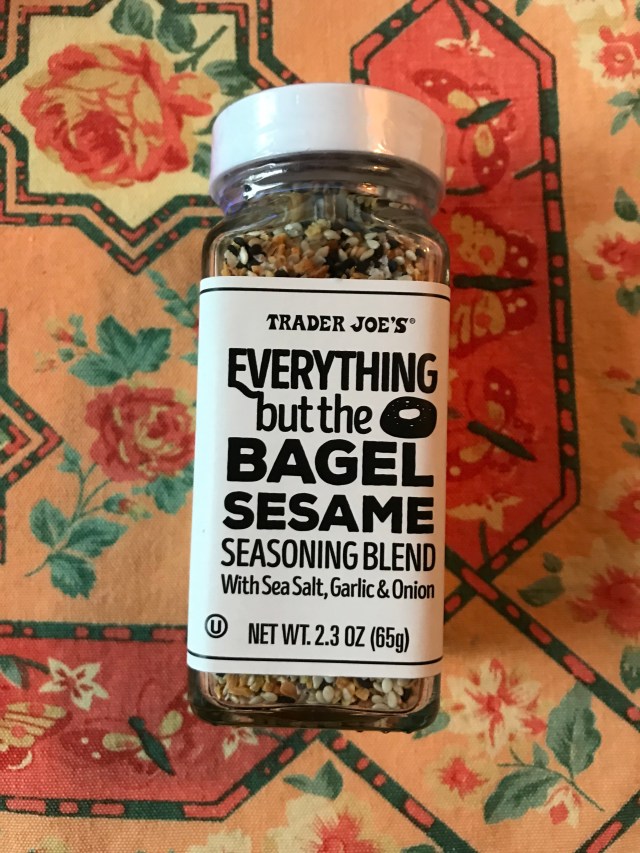 TRADER JOE'S®
EVERYTHING
but the
BAGEL
SESAME
SEASONING BLEND
With Sea Salt, Garlic & Onion
U NET WT. 2.3 OZ (65g)